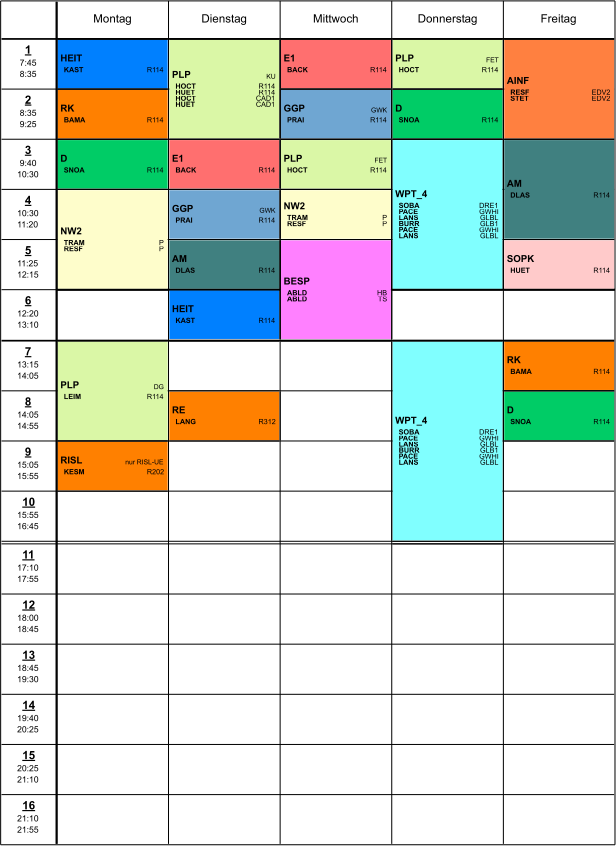 Montag Dienstag Mittwoch Donnerstag Freitag
1
7:45
8:35
HEIT
KAST R114
PLP KU
HOCT R114
HUET R114
HOCT CAD1
HUET CAD1
E1
BACK R114
PLP FET
HOCT R114
AINF
RESF EDV2
STET EDV2
2
8:35
9:25
RK
BAMA R114
GGP GWK
PRAI R114
D
SNOA R114
3
9:40
10:30
D
SNOA R114
E1
BACK R114
PLP FET
HOCT R114
WPT_4
SOBA DRE1
PACE GWHI
LANS GLBL
BURR GLB1
PACE GWHI
LANS GLBL
AM
DLAS R114
4
10:30
11:20
NW2
TRAM P
RESF P
GGP GWK
PRAI R114
NW2
TRAM P
RESF P
5
11:25
12:15
AM
DLAS R114
BESP
ABLD HB
ABLD TS
SOPK
HUET R114
6
12:20
13:10
HEIT
KAST R114
7
13:15
14:05
PLP DG
LEIM R114
WPT_4
SOBA DRE1
PACE GWHI
LANS GLBL
BURR GLB1
PACE GWHI
LANS GLBL
RK
BAMA R114
8
14:05
14:55
RE
LANG R312
D
SNOA R114
9
15:05
15:55
RISL nur RISL-UE
KESM R202
10
15:55
16:45
11
17:10
17:55
12
18:00
18:45
13
18:45
19:30
14
19:40
20:25
15
20:25
21:10
16
21:10
21:55